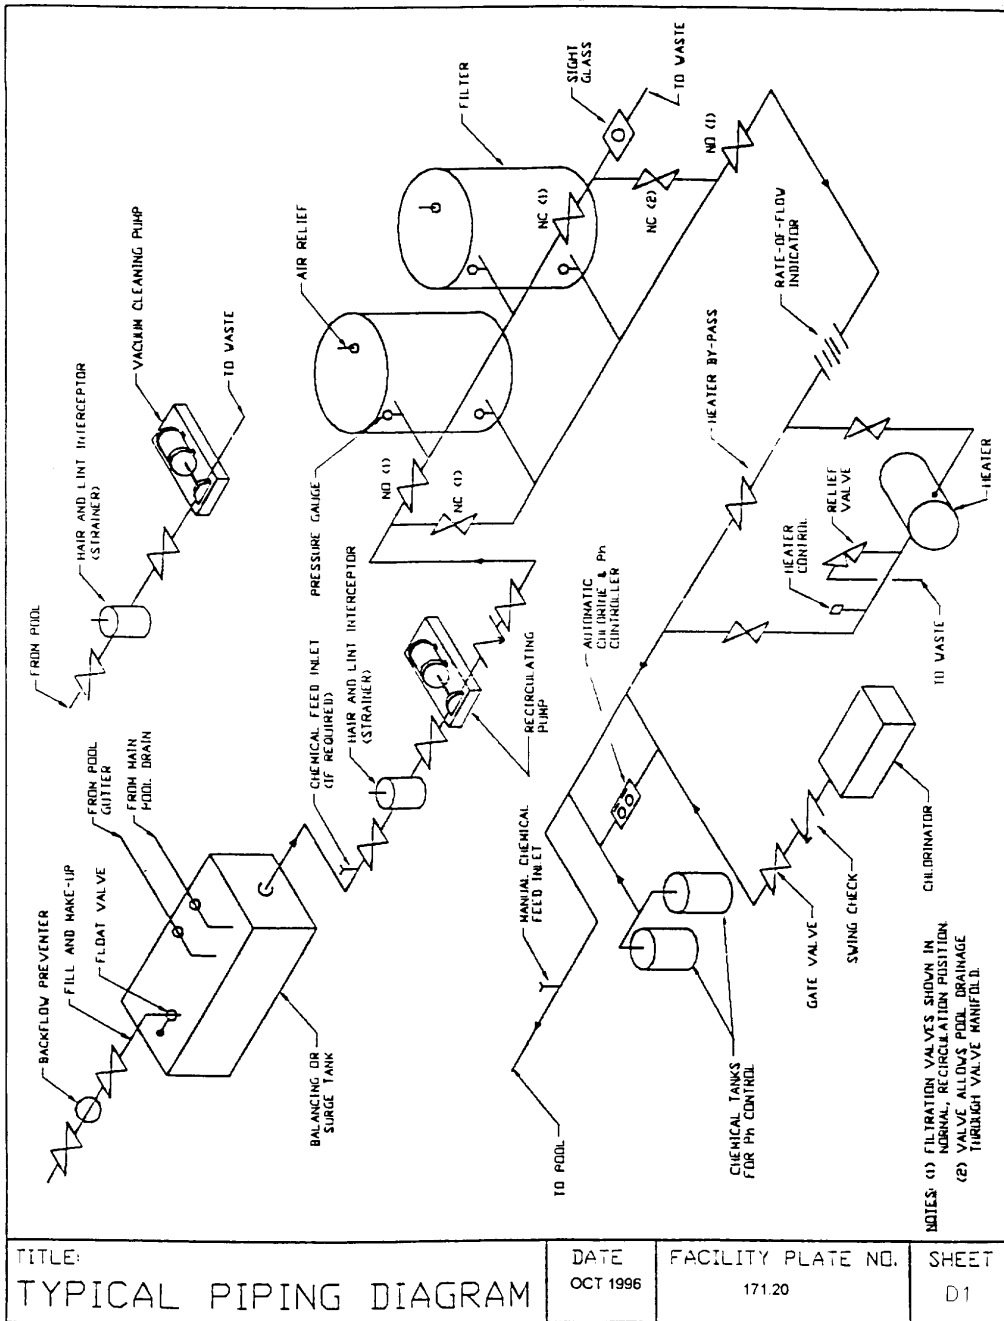 BACKFLOW PREVENTER
FILL AND MAKE-UP
FLOAT VALVE
FROM POOL
GUTTER
FROM MAIN
POOL DRAIN
BALANCING OR
SURGE TANK
FROM POOL
HAIR AND LINT INTERCEPTOR
(STRAINER)
VACUUM CLEANING PUMP
TO WASTE
CHEMICAL FEED INLET
(IF REQUIRED)
HAIR AND LINT INTERCEPTOR
(STRAINER)
RECIRCULATING
PUMP
PRESSURE GAUGE
AIR RELIEF
FILTER
SIGHT
GLASS
TO WASTE
NO (1)
NC (1)
NC (1)
NC (2)
NO (1)
RATE-OF-FLOW
INDICATOR
HEATER BY-PASS
HEATER
RELIEF
VALVE
HEATER
CONTROL
TO WASTE
AUTOMATIC
CHLORINE & Ph
CONTROLLER
MANUAL CHEMICAL
FEED INLET
TO POOL
CHEMICAL TANKS
FOR Ph CONTROL
GATE VALVE
SWING CHECK
CHLORINATOR
NOTES: (1) FILTRATION VALVES SHOWN IN
NORMAL, RECIRCULATION POSITION.
(2) VALVE ALLOWS POOL DRAINAGE
THROUGH VALVE MANIFOLD.
TITLE:
TYPICAL PIPING DIAGRAM
DATE
OCT 1996
FACILITY PLATE NO.
171.20
SHEET
D1